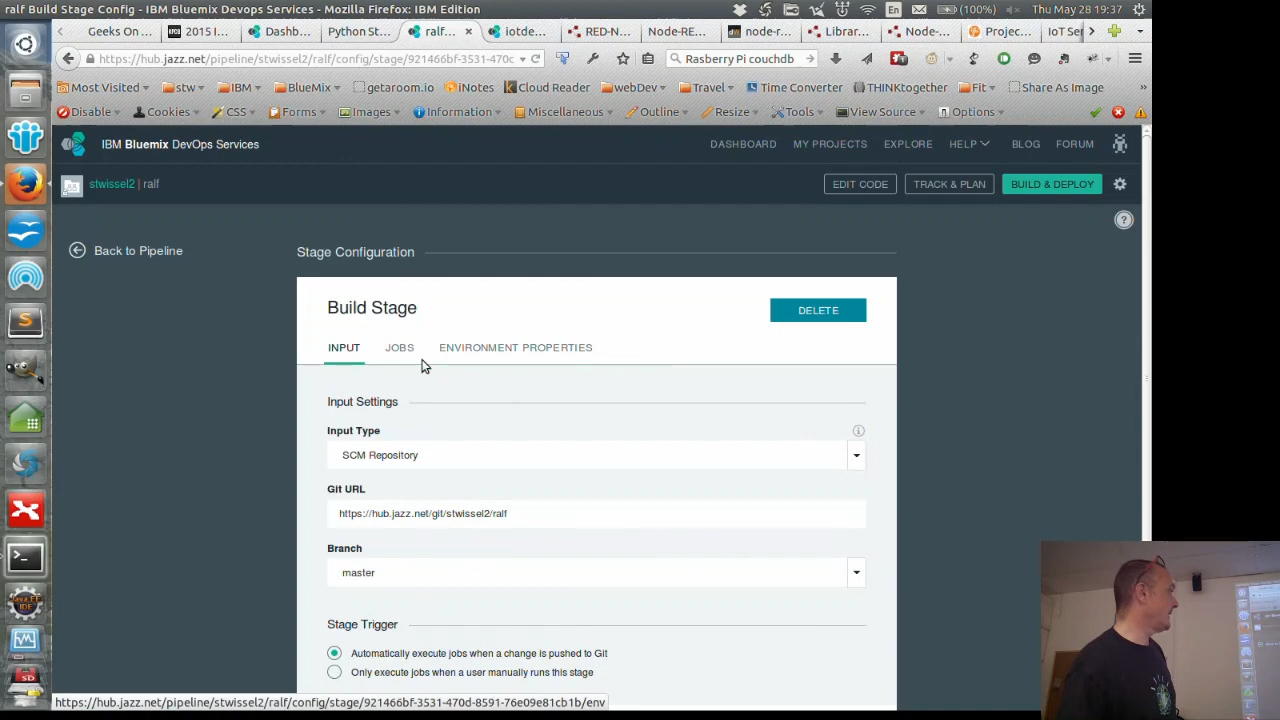 ralf Build Stage Config - IBM Bluemix Devops Services - Mozilla Firefox: IBM Edition
En
(100%)
Thu May 28 19:37
Geeks On ...
2015 I...
Dashb...
Python St...
ralf...
iotde...
RED-N...
Node-RE...
node-r...
Librar...
Node-...
Projec...
IoT Ser
https://hub.jazz.net/pipeline/stwissel2/ralf/config/stage/921466bf-3531-470c
Rasberry Pi couchdb
Most Visited
stw
IBM
BlueMix
getaroom.io
iNotes
Cloud Reader
webDev
Travel
Time Converter
THINKtogether
Fit
Share As Image
Disable
Cookies
CSS
Forms
Images
Information
Miscellaneous
Outline
Resize
Tools
View Source
Options
IBM Bluemix DevOps Services
DASHBOARD
MY PROJECTS
EXPLORE
HELP
BLOG
FORUM
stwissel2 | ralf
EDIT CODE
TRACK & PLAN
BUILD & DEPLOY
?
Back to Pipeline
Stage Configuration
Build Stage
DELETE
INPUT
JOBS
ENVIRONMENT PROPERTIES
Input Settings
Input Type
SCM Repository
Git URL
https://hub.jazz.net/git/stwissel2/ralf
Branch
master
Stage Trigger
Automatically execute jobs when a change is pushed to Git
Only execute jobs when a user manually runs this stage
https://hub.jazz.net/pipeline/stwissel2/ralf/config/stage/921466bf-3531-470d-8591-76e09e81cb1b/env